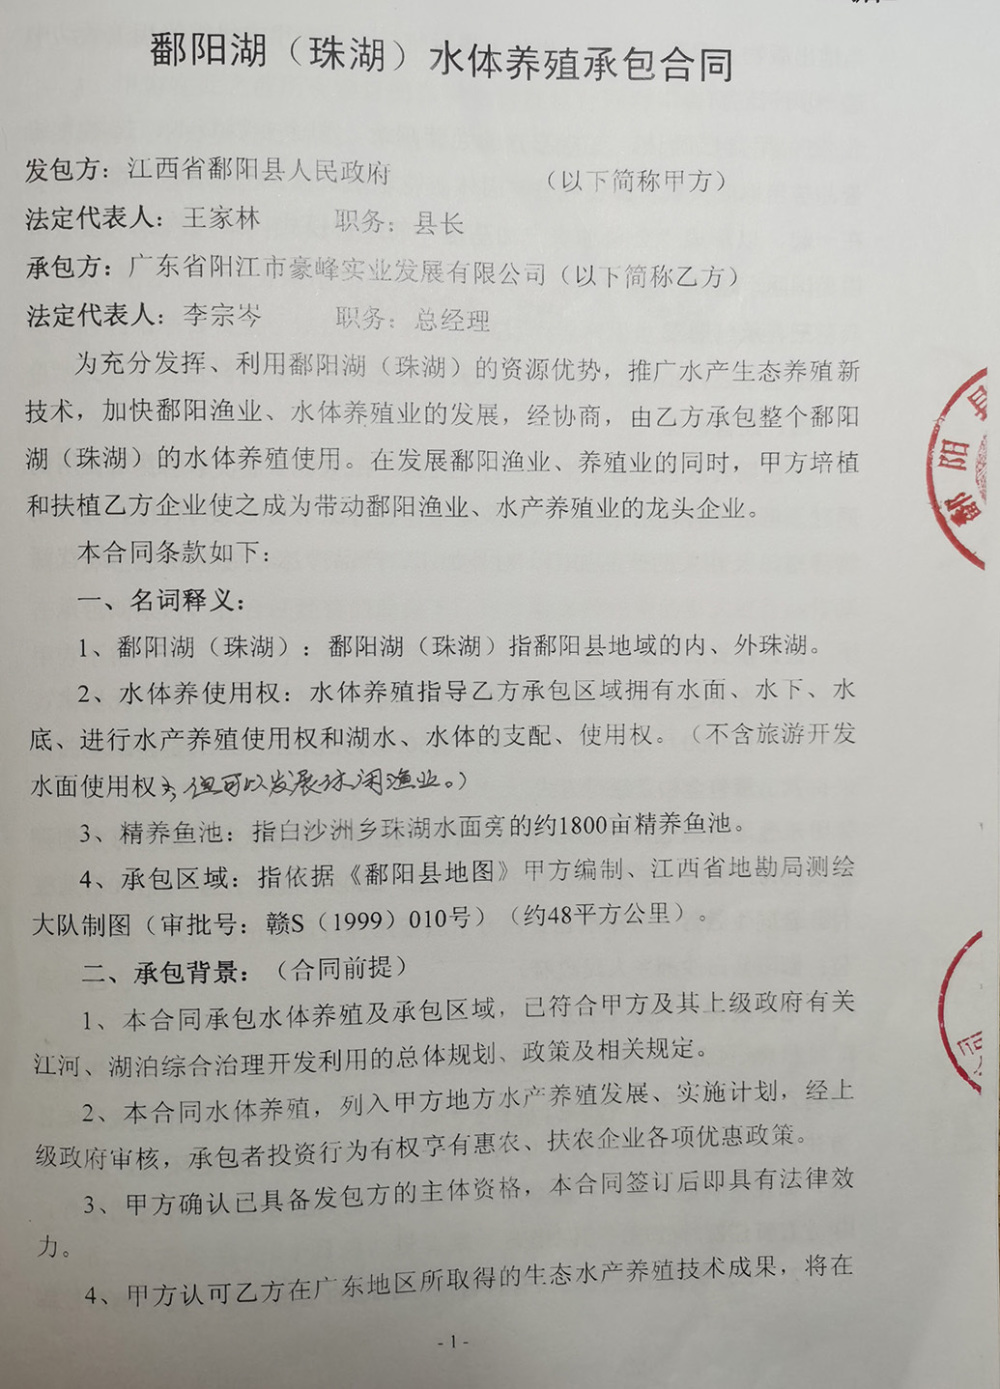 鄱阳湖（珠湖）水体养殖承包合同
发包方：江西省鄱阳县人民政府 （以下简称甲方）
法定代表人：王家林 职务：县长
承包方：广东省阳江市豪峰实业发展有限公司（以下简称乙方）
法定代表人：李宗岑 职务：总经理
为充分发挥、利用鄱阳湖（珠湖）的资源优势，推广水产生态养殖新
技术，加快鄱阳渔业、水体养殖业的发展，经协商，由乙方承包整个鄱阳
湖（珠湖）的水体养殖使用。在发展鄱阳渔业、养殖业的同时，甲方培植
和扶植乙方企业使之成为带动鄱阳渔业、水产养殖业的龙头企业。
本合同条款如下：
一、名词释义：
1、鄱阳湖（珠湖）：鄱阳湖（珠湖）指鄱阳县地域的内、外珠湖。
2、水体养使用权：水体养殖指导乙方承包区域拥有水面、水下、水
底、进行水产养殖使用权和湖水、水体的支配、使用权。（不含旅游开发
水面使用权），但可以发展休闲渔业。）
3、精养鱼池：指白沙洲乡珠湖水面旁的约1800亩精养鱼池。
4、承包区域：指依据《鄱阳县地图》甲方编制、江西省地勘局测绘
大队制图（审批号：赣S（1999）010号）（约48平方公里）。
二、承包背景：（合同前提）
1、本合同承包水体养殖及承包区域，已符合甲方及其上级政府有关
江河、湖泊综合治理开发利用的总体规划、政策及相关规定。
2、本合同水体养殖，列入甲方地方水产养殖发展、实施计划，经上
级政府审核，承包者投资行为有权亨有惠农、扶农企业各项优惠政策。
3、甲方确认已具备发包方的主体资格，本合同签订后即具有法律效
力。
4、甲方认可乙方在广东地区所取得的生态水产养殖技术成果，将在
- 1 -
鄱阳县